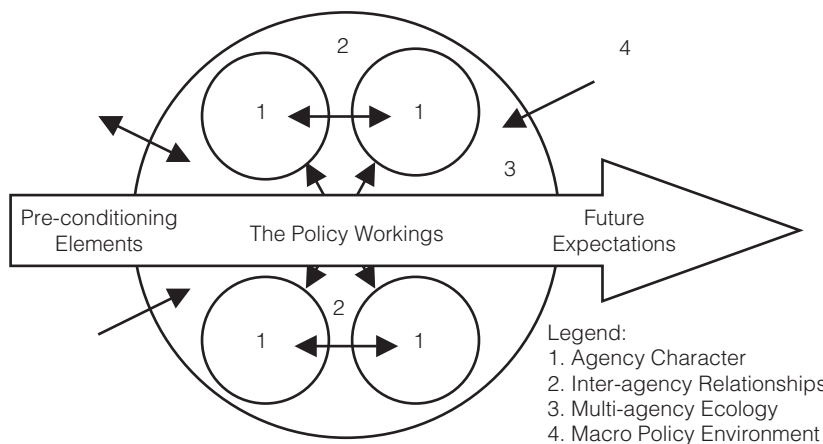 2
4
1
1
3
Pre-conditioning
Elements
The Policy Workings
Future
Expectations
2
1
1
Legend:
1. Agency Character
2. Inter-agency Relationships
3. Multi-agency Ecology
4. Macro Policy Environment